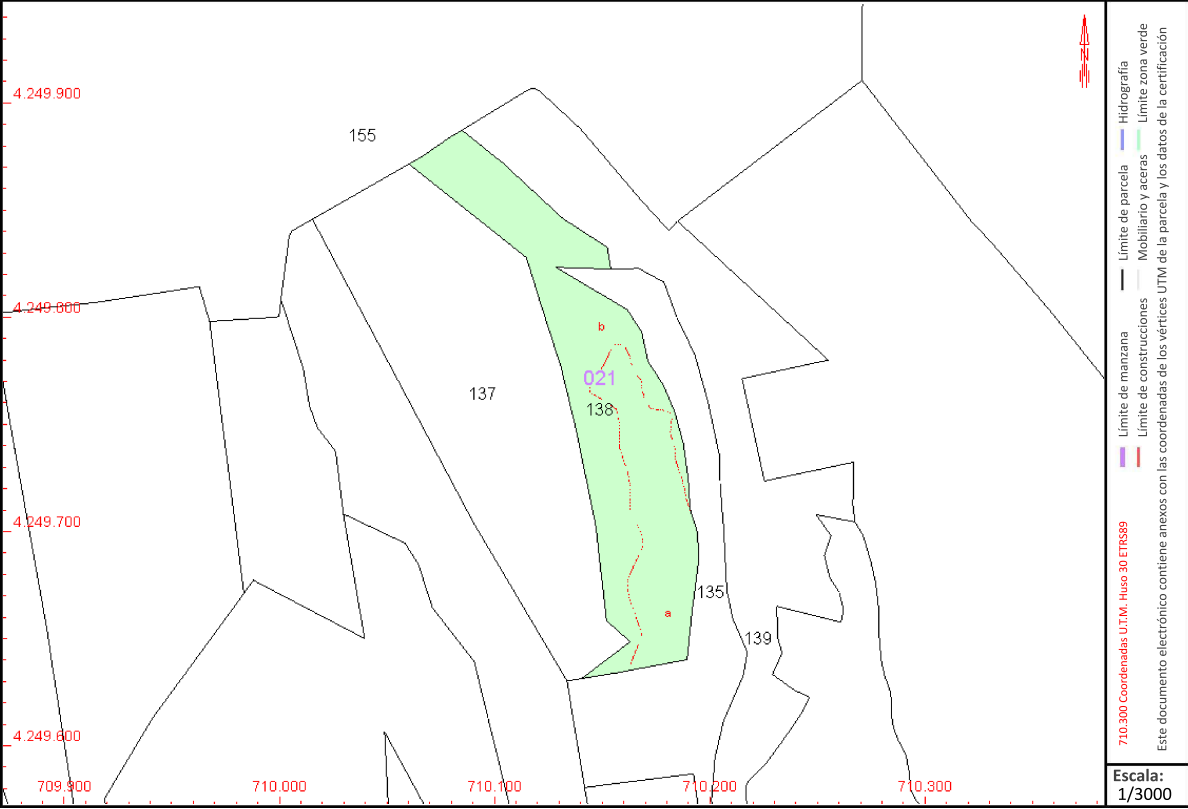 4.249.900
155
4.249.800
b
021
137
138
4.249.700
135
a
139
4.249.600
709.900
710.000
710.100
710.200
710.300
N
Límite de manzana
Límite de parcela
Hidrografía
Límite de construcciones
Mobiliario y aceras
Límite zona verde
710.300 Coordenadas U.T.M. Huso 30 ETRS89
Este documento electrónico contiene anexos con las coordenadas de los vértices UTM de la parcela y los datos de la certificación
Escala:
1/3000